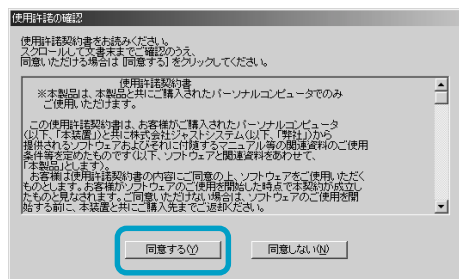 使用許諾の確認
使用許諾契約書をお読みください。
スクロールして文書末までご確認のうえ、
同意いただける場合は［同意する］をクリックしてください。
使用許諾契約書
※本製品は、本製品と共にご購入されたパーソナルコンピュータでのみ
ご使用いただけます。
この使用許諾契約書は、お客様がご購入されたパーソナルコンピュータ
(以下、「本装置」)と共に株式会社ジャストシステム(以下、「弊社」)から
提供されるソフトウェアおよびそれに付随するマニュアル等の関連資料のご使用
条件等を定めたものです(以下、ソフトウェアと関連資料をあわせて、
「本製品」とします)。
お客様は使用許諾契約書の内容にご同意の上、ソフトウェアをご使用いただく
ものとします。お客様がソフトウェアのご使用を開始した時点で本契約が成立し
たものと見なされます。ご同意いただけない場合は、ソフトウェアのご使用を開
始する前に、本装置と共にご購入先までご返却ください。
同意する(Y)
同意しない(N)